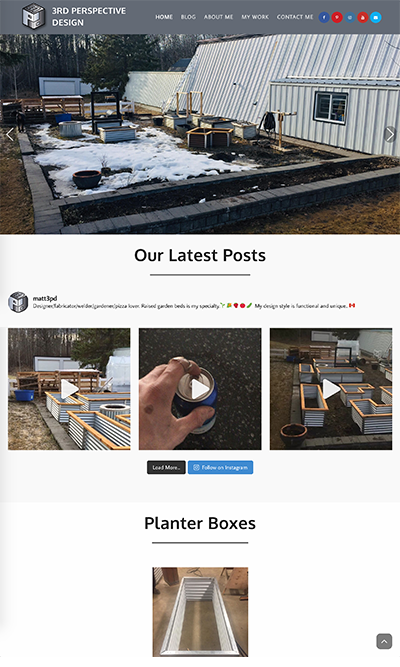 3RD PERSPECTIVE
DESIGN
HOME BLOG ABOUT ME MY WORK CONTACT ME
Our Latest Posts
matt3pd
Designer/fabricator/welder/gardener/pizza lover. Raised garden beds is my specialty. My design style is functional and unique..
Load More... Follow on Instagram
Planter Boxes